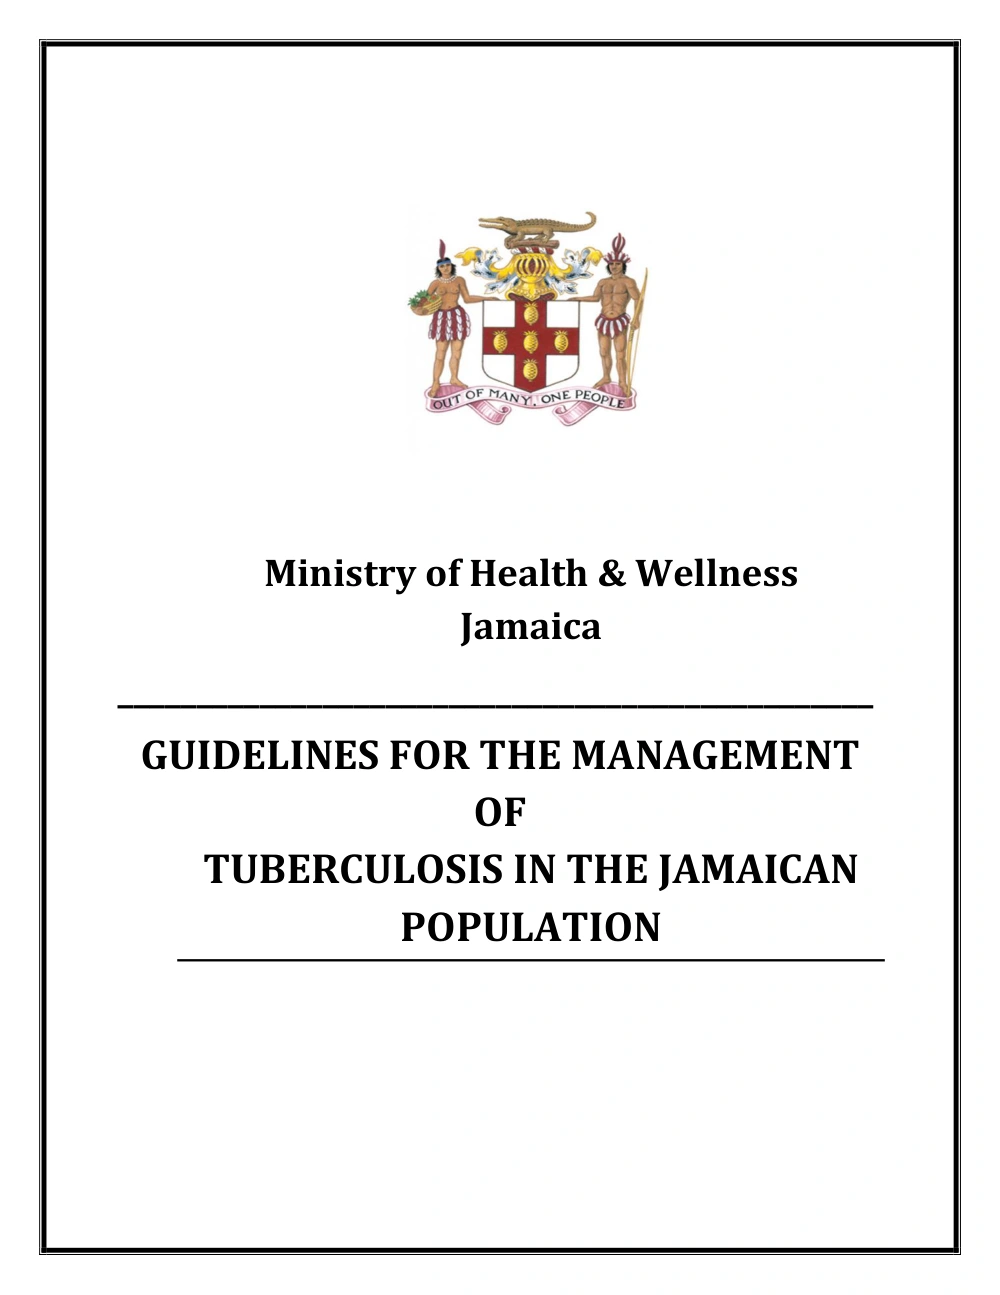 OUT OF MANY, ONE PEOPLE
Ministry of Health & Wellness
Jamaica
GUIDELINES FOR THE MANAGEMENT
OF
TUBERCULOSIS IN THE JAMAICAN
POPULATION